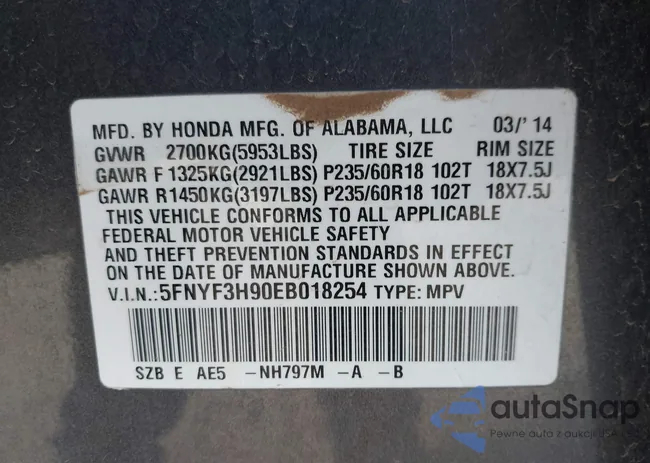 MFD. BY HONDA MFG. OF ALABAMA, LLC 03/'14
GVWR 2700KG(5953LBS) TIRE SIZE RIM SIZE
GAWR F 1325KG(2921LBS) P235/60R18 102T 18X7.5J
GAWR R1450KG(3197LBS) P235/60R18 102T 18X7.5J
THIS VEHICLE CONFORMS TO ALL APPLICABLE
FEDERAL MOTOR VEHICLE SAFETY
AND THEFT PREVENTION STANDARDS IN EFFECT
ON THE DATE OF MANUFACTURE SHOWN ABOVE.
V.I.N.:5FNYF3H90EB018254 TYPE: MPV
SZB E AE5 -NH797M -A -B
autaSnap
Pewne auto z aukcji